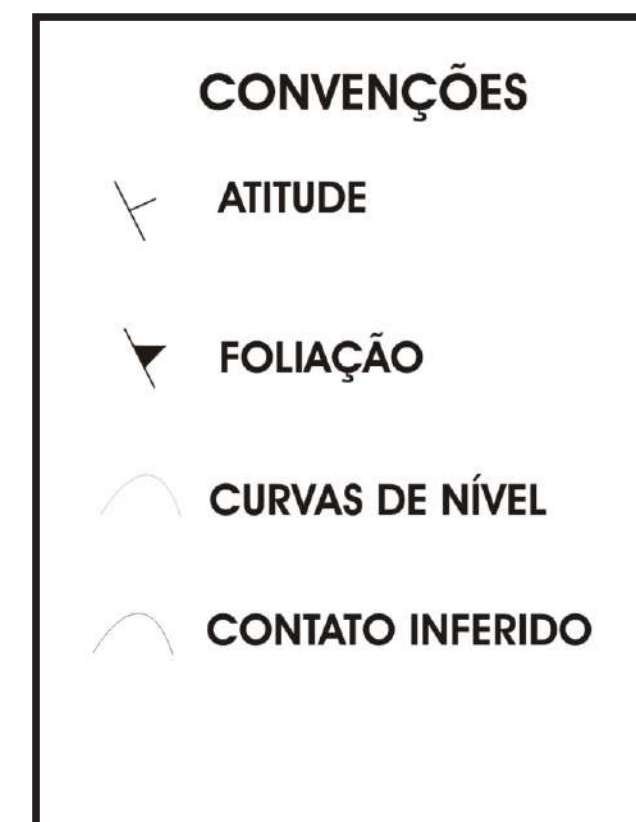 CONVENÇÕES
ATITUDE
FOLIAÇÃO
CURVAS DE NÍVEL
CONTATO INFERIDO